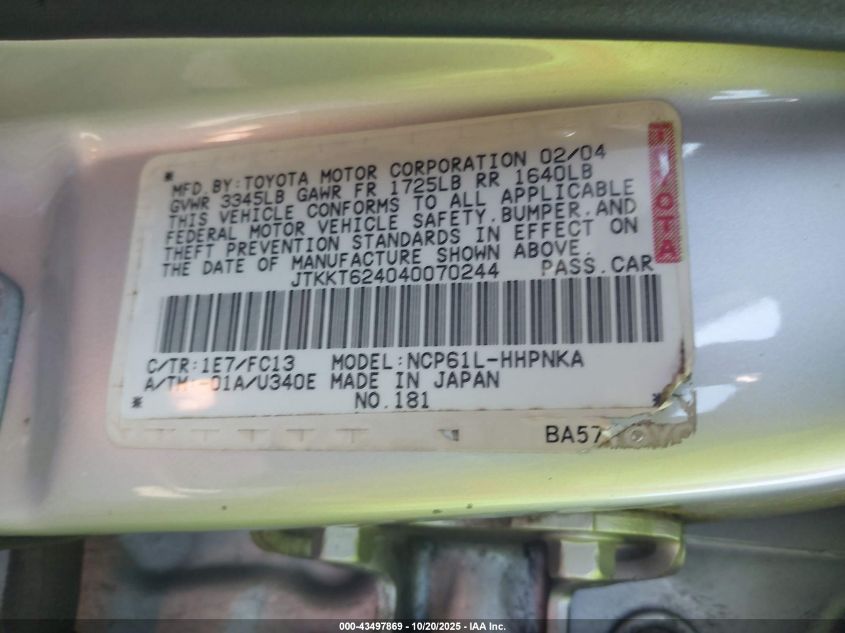 MFD. BY: TOYOTA MOTOR CORPORATION 02/04
GVWR 3345LB GAWR FR 1725LB RR 1640LB
THIS VEHICLE CONFORMS TO ALL APPLICABLE
FEDERAL MOTOR VEHICLE SAFETY, BUMPER, AND
THEFT PREVENTION STANDARDS IN EFFECT ON
THE DATE OF MANUFACTURE SHOWN ABOVE.
JTKKT624040070244 PASS. CAR
TOYOTA
C/TR: 1E7/FC13 MODEL: NCP61L-HHPNKA
A/TM: -01A/U340E MADE IN JAPAN
* NO. 181 *
BA57
000-43497869 - 10/20/2025 - IAA Inc.